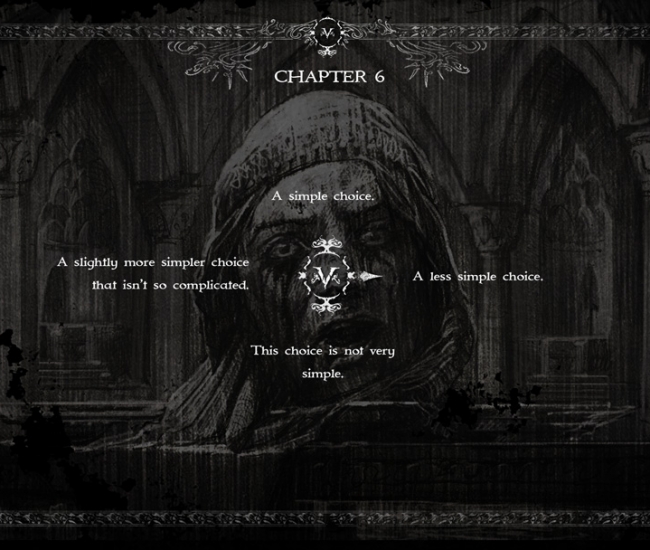 CHAPTER 6
A simple choice.
A slightly more simpler choice
that isn't so complicated.
A less simple choice.
This choice is not very
simple.